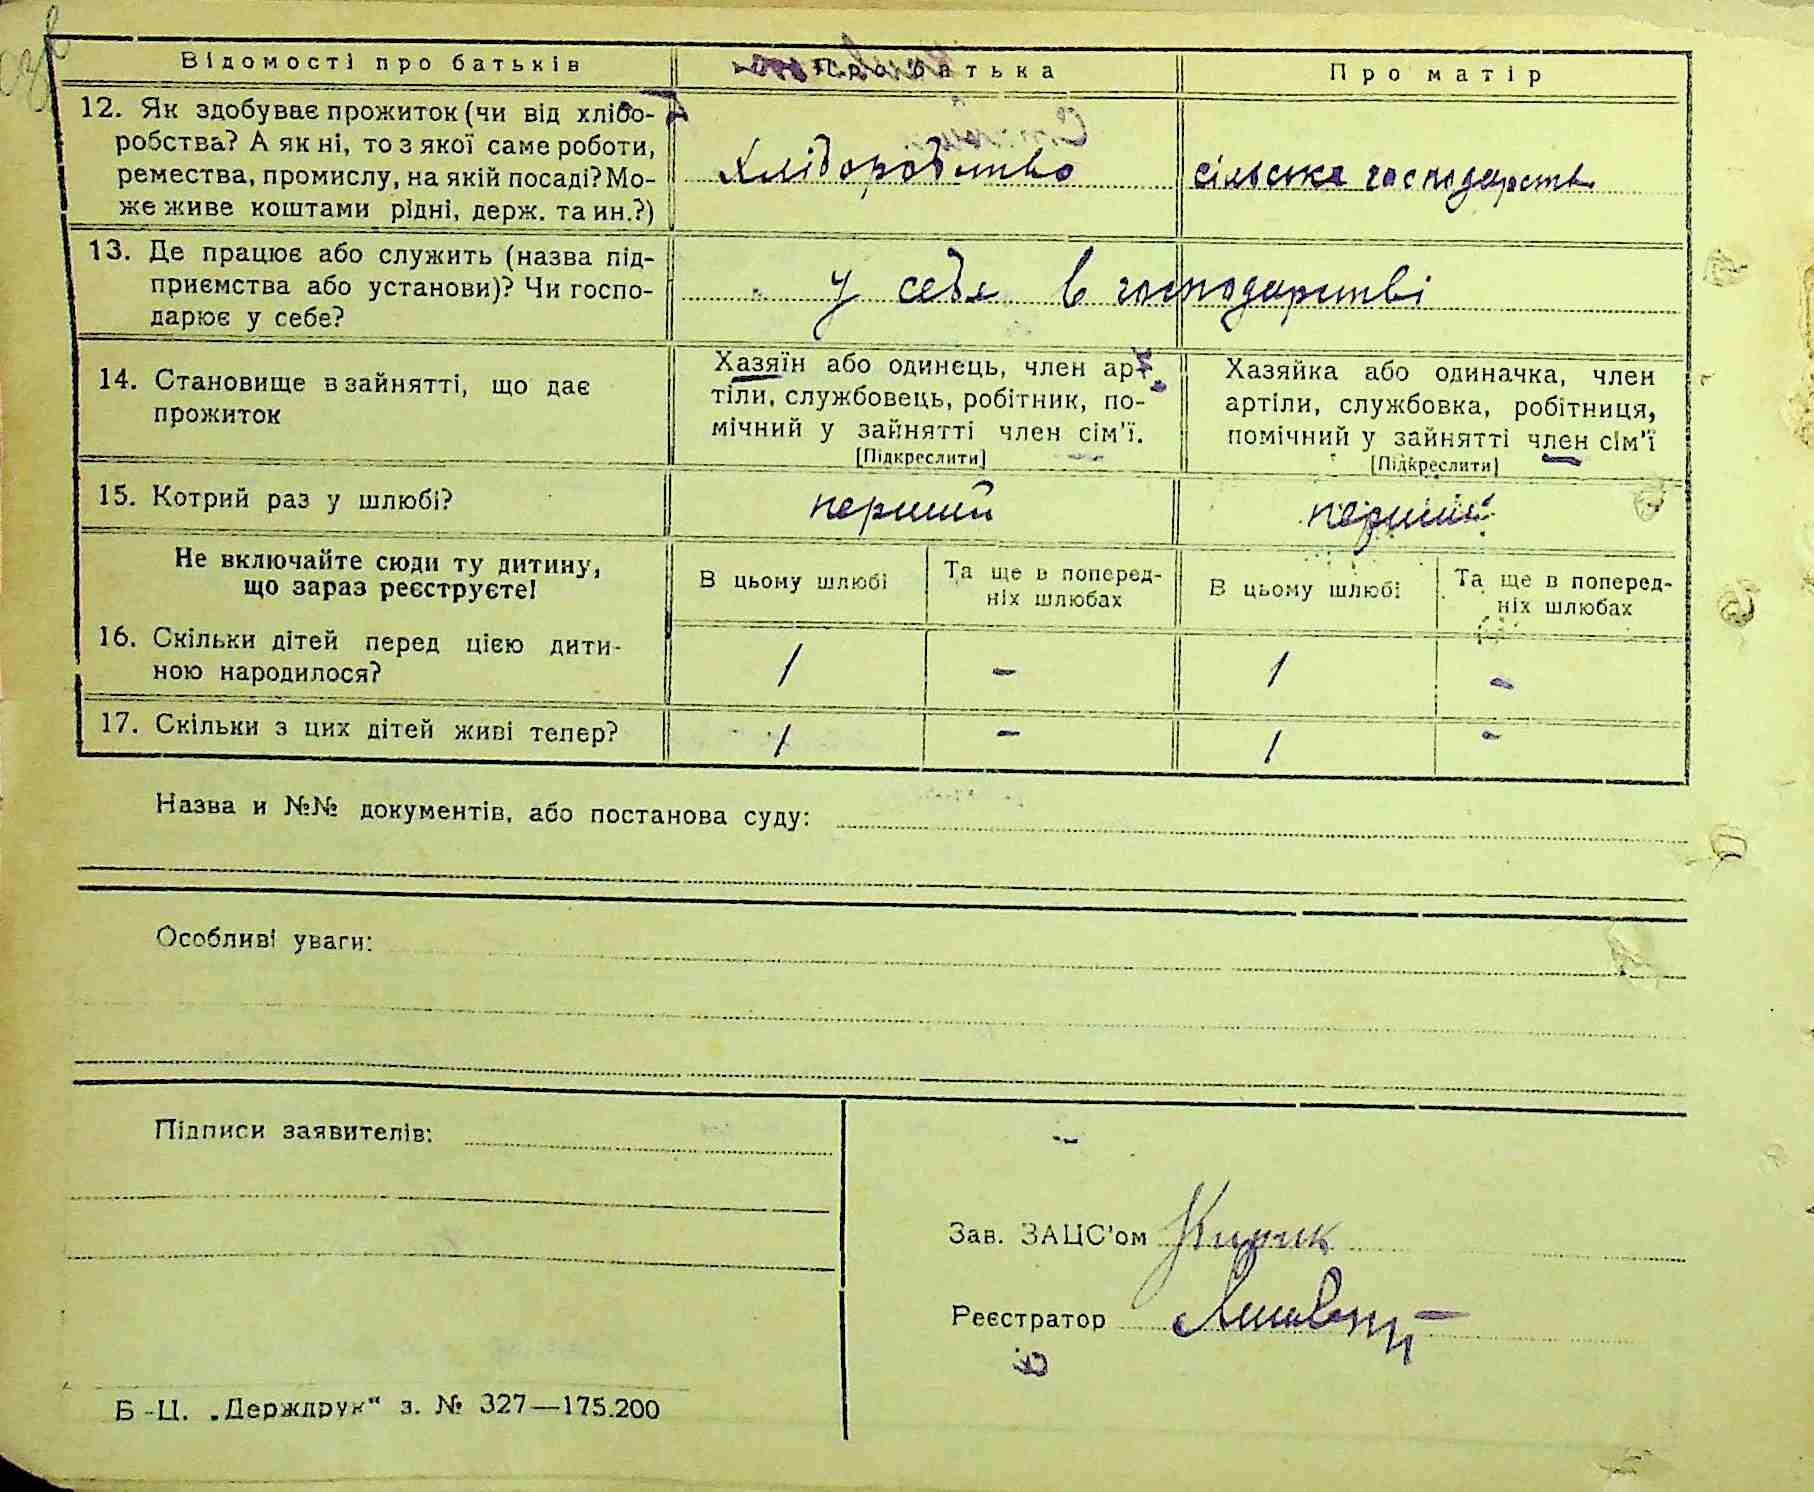 Відомості про батьків
Про батька
Про матір
12. Як здобуває прожиток (чи від хлібо-
робства? А як ні, то з якої саме роботи,
ремества, промислу, на якій посаді? Мо-
же живе коштами рідні, держ. та ин.?)
Хліборобство
сільське господарств
13. Де працює або служить (назва під-
приємства або установи)? Чи госпо-
дарює у себе?
у себе в господарстві
14. Становище в зайнятті, що дає
прожиток
Хазяїн або одинець, член ар-
тіли, службовець, робітник, по-
мічний у зайнятті член сім'ї.
[Підкреслити]
Хазяйка або одиначка, член
артіли, службовка, робітниця,
помічний у зайнятті член сім'ї
[Підкреслити]
15. Котрий раз у шлюбі?
перший
перший
Не включайте сюди ту дитину,
що зараз реєструєте!
В цьому шлюбі
Та ще в поперед-
ніх шлюбах
В цьому шлюбі
Та ще в поперед-
ніх шлюбах
16. Скільки дітей перед цією дити-
ною народилося?
1 - 1 -
17. Скільки з цих дітей живі тепер?
1 - 1 -
Назва и №№ документів, або постанова суду:
Особливі уваги:
Підписи заявителів:
Зав. ЗАЦС'ом Кирик
Реєстратор
Б-Ц. „Держдрук" з. № 327—175.200